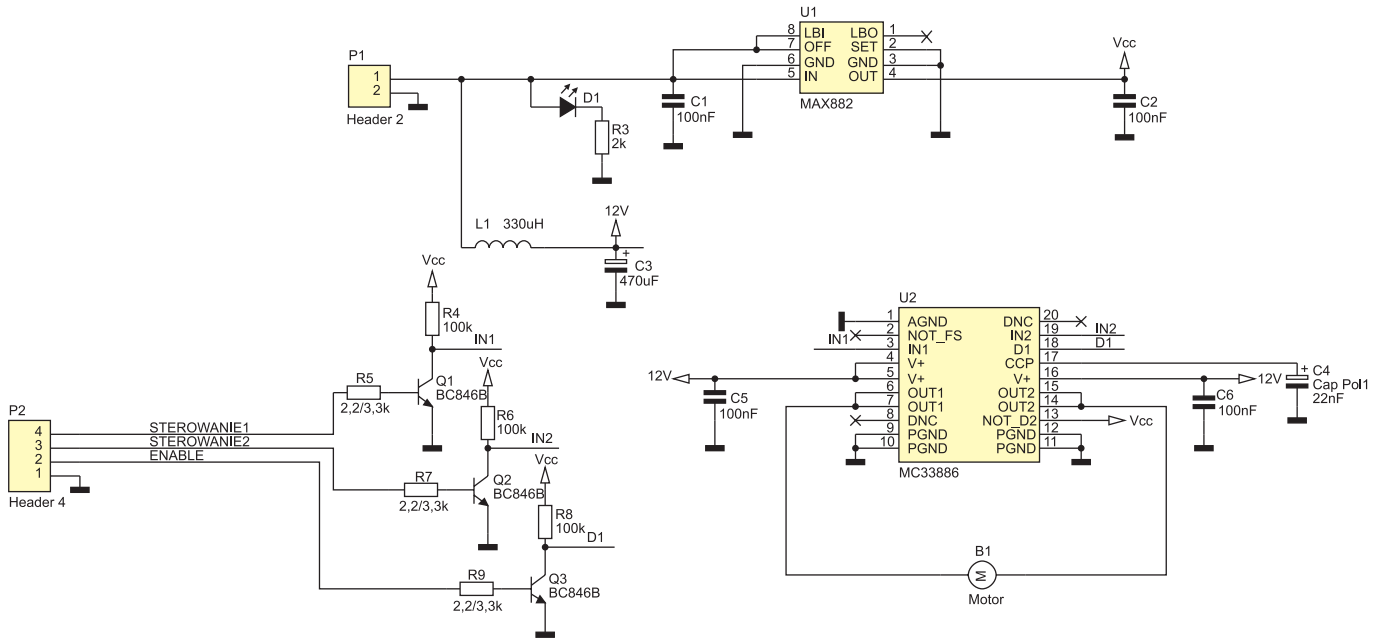 U1
8 LBI LBO 1
7 OFF SET 2
6 GND GND 3
5 IN OUT 4
MAX882
P1
1
2
Header 2
D1
R3
2k
C1
100nF
Vcc
C2
100nF
L1 330uH
12V
+
C3
470uF
Vcc
R4
100k
IN1
R5
2,2/3,3k
Q1
BC846B
Vcc
R6
100k
IN2
P2
4 STEROWANIE1
3 STEROWANIE2
2 ENABLE
1
Header 4
R7
2,2/3,3k
Q2
BC846B
Vcc
R8
100k
D1
R9
2,2/3,3k
Q3
BC846B
U2
1 AGND DNC 20
2 NOT_FS IN2 19 IN2
IN1 3 IN1 D1 18 D1
4 V+ CCP 17
12V 5 V+ V+ 16 12V
6 OUT1 OUT2 15
7 OUT1 OUT2 14
8 DNC NOT_D2 13 Vcc
9 PGND PGND 12
10 PGND PGND 11
MC33886
C5
100nF
C6
100nF
+
C4
Cap Pol1
22nF
B1
M
Motor